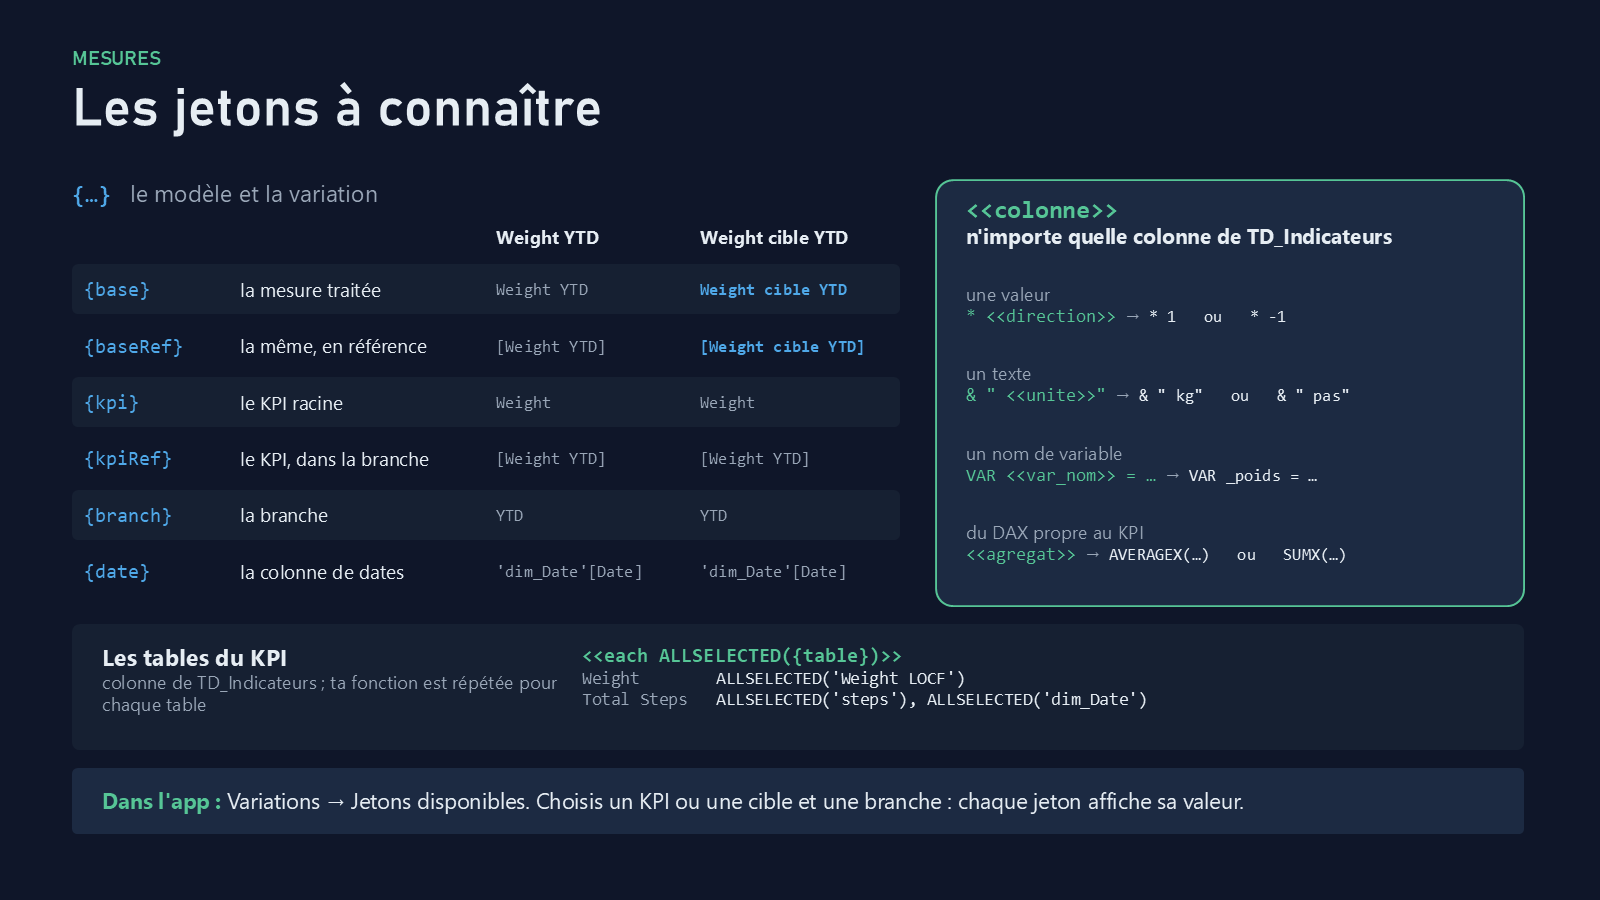 MESURES
Les jetons à connaître
{…} le modèle et la variation
Weight YTD Weight cible YTD
{base} la mesure traitée Weight YTD Weight cible YTD
{baseRef} la même, en référence [Weight YTD] [Weight cible YTD]
{kpi} le KPI racine Weight Weight
{kpiRef} le KPI, dans la branche [Weight YTD] [Weight YTD]
{branch} la branche YTD YTD
{date} la colonne de dates 'dim_Date'[Date] 'dim_Date'[Date]
<<colonne>>
n'importe quelle colonne de TD_Indicateurs
une valeur
* <<direction>> → * 1 ou * -1
un texte
& " <<unite>>" → & " kg" ou & " pas"
un nom de variable
VAR <<var_nom>> = … → VAR _poids = …
du DAX propre au KPI
<<agregat>> → AVERAGEX(…) ou SUMX(…)
Les tables du KPI
colonne de TD_Indicateurs ; ta fonction est répétée pour
chaque table
<<each ALLSELECTED({table})>>
Weight ALLSELECTED('Weight LOCF')
Total Steps ALLSELECTED('steps'), ALLSELECTED('dim_Date')
Dans l'app : Variations → Jetons disponibles. Choisis un KPI ou une cible et une branche : chaque jeton affiche sa valeur.